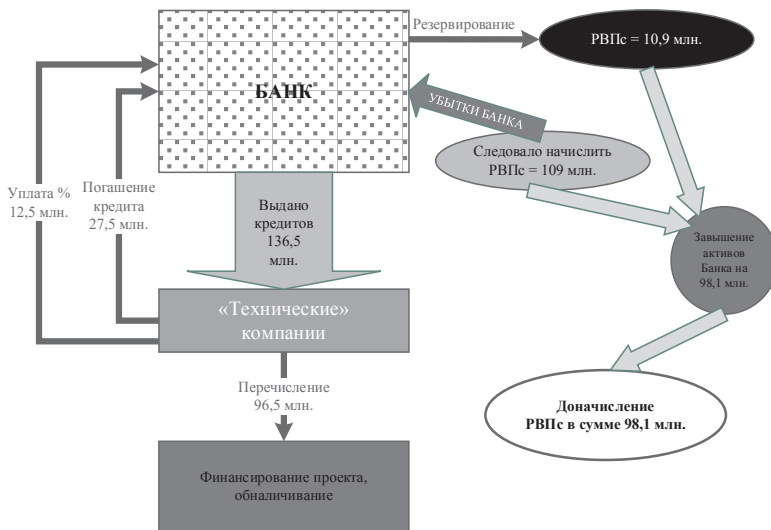 Резервирование
РВПс = 10,9 млн.
БАНК
УБЫТКИ БАНКА
Следовало начислить
РВПс = 109 млн.
Уплата %
12,5 млн.
Погашение
кредита
27,5 млн.
Выдано
кредитов
136,5
млн.
Завышение
активов
Банка на
98,1 млн.
«Технические»
компании
Перечисление
96,5 млн.
Доначисление
РВПс в сумме 98,1 млн.
Финансирование проекта,
обналичивание